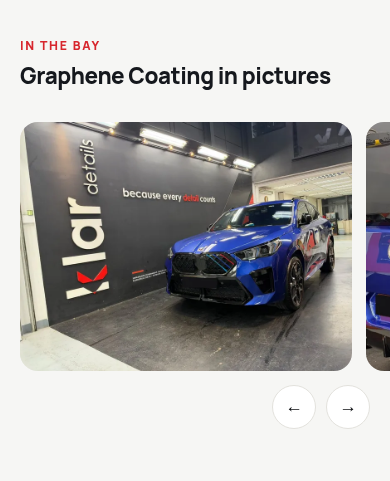 IN THE BAY
Graphene Coating in pictures
klar details
because every detail counts
← →